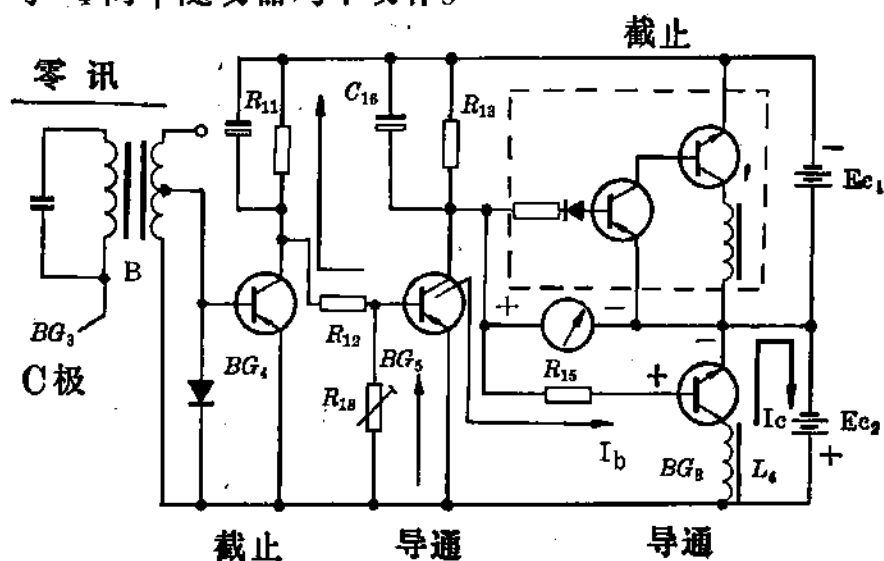 截止
零讯
R11
C16
R13
Ec1
B
BG3
C极
BG4
R12
BG5
R18
R15
Ib
Ic
Ec2
BG8
L4
截止
导通
导通
+
-
-
+
-
+